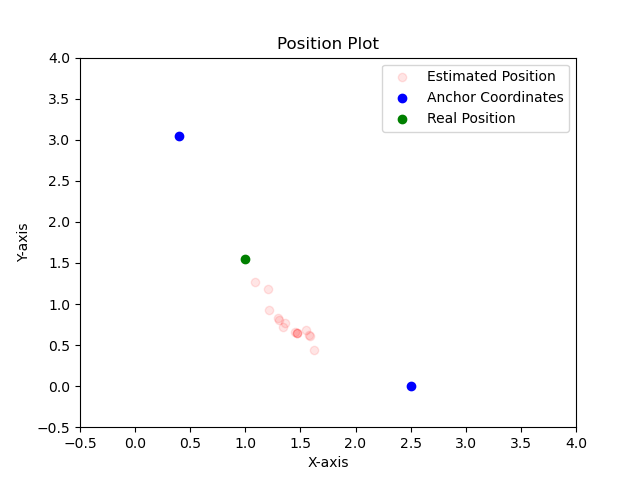 Position Plot
4.0
3.5
3.0
2.5
2.0
1.5
1.0
0.5
0.0
−0.5
Y-axis
Estimated Position
Anchor Coordinates
Real Position
−0.5 0.0 0.5 1.0 1.5 2.0 2.5 3.0 3.5 4.0
X-axis